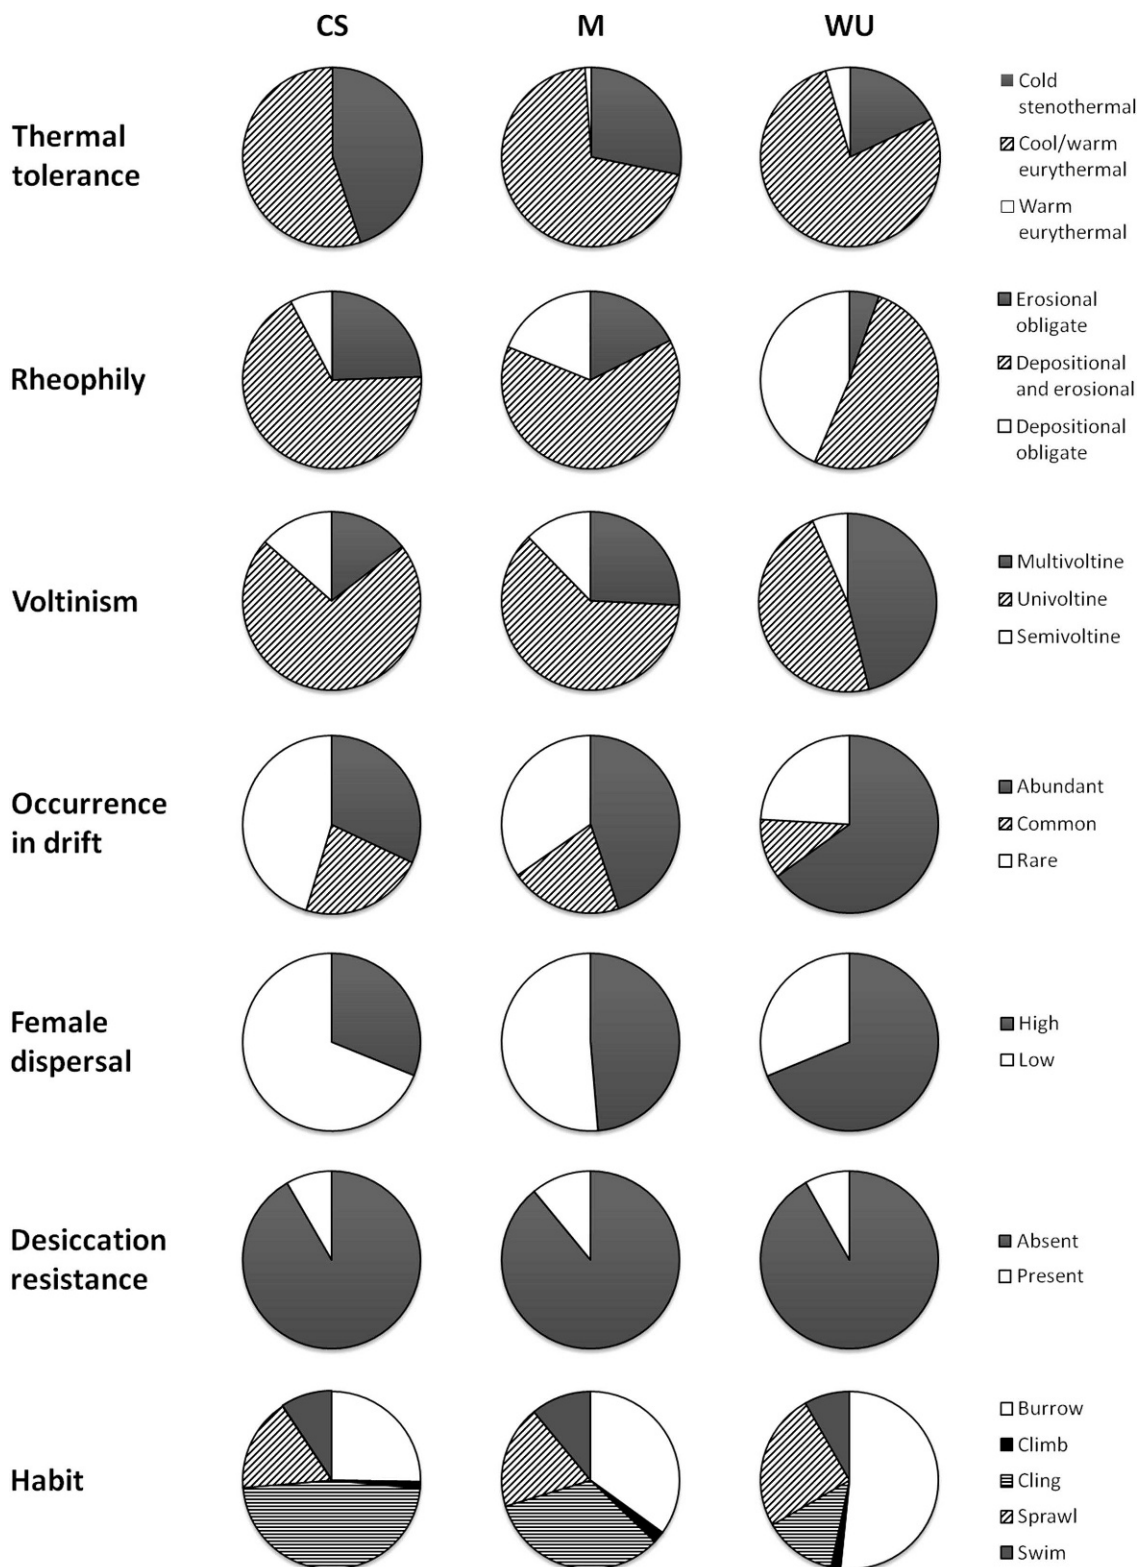 CS M WU
Thermal
tolerance
Cold
stenothermal
Cool/warm
eurythermal
Warm
eurythermal
Rheophily
Erosional
obligate
Depositional
and erosional
Depositional
obligate
Voltinism
Multivoltine
Univoltine
Semivoltine
Occurrence
in drift
Abundant
Common
Rare
Female
dispersal
High
Low
Desiccation
resistance
Absent
Present
Habit
Burrow
Climb
Cling
Sprawl
Swim